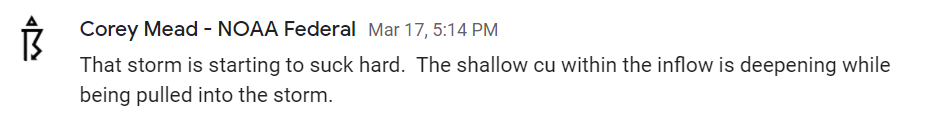 Corey Mead - NOAA Federal Mar 17, 5:14 PM
That storm is starting to suck hard.  The shallow cu within the inflow is deepening while
being pulled into the storm.